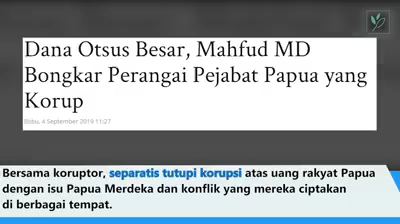 Dana Otsus Besar, Mahfud MD
Bongkar Perangai Pejabat Papua yang
Korup
Rabu, 4 September 2019 11:27
Bersama koruptor, separatis tutupi korupsi atas uang rakyat Papua
dengan isu Papua Merdeka dan konflik yang mereka ciptakan
di berbagai tempat.